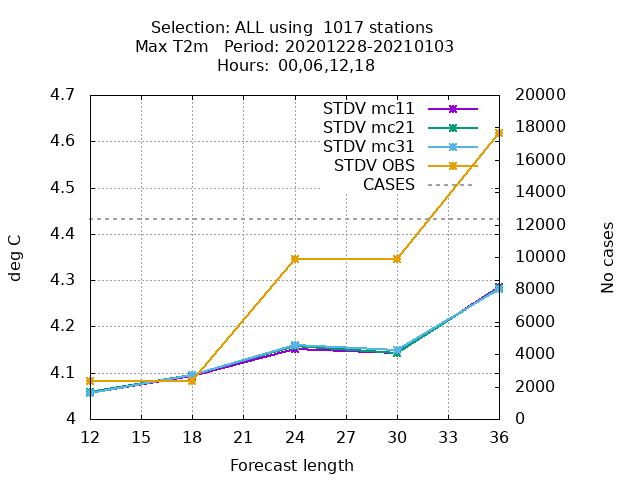 Selection: ALL using  1017 stations
Max T2m   Period: 20201228-20210103
Hours:  00,06,12,18
4.7
4.6
4.5
4.4
4.3
4.2
4.1
4
deg C
STDV mc11
STDV mc21
STDV mc31
STDV OBS
CASES
20000
18000
16000
14000
12000
10000
8000
6000
4000
2000
0
No cases
12 15 18 21 24 27 30 33 36
Forecast length